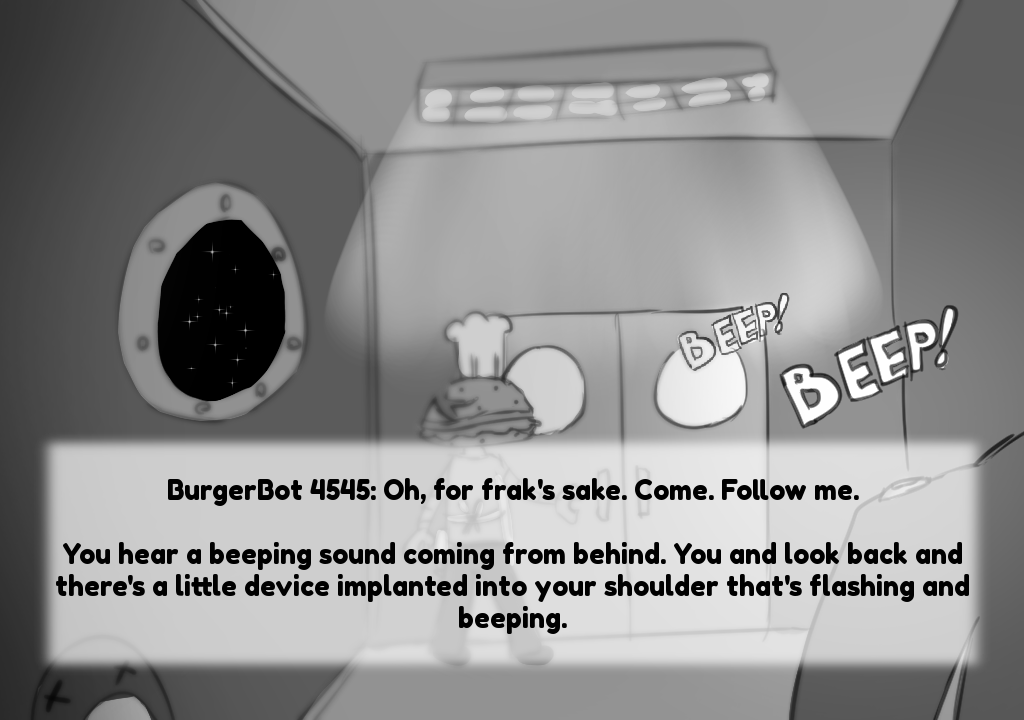 BEEP!
BEEP!
BurgerBot 4545: Oh, for frak's sake. Come. Follow me.
You hear a beeping sound coming from behind. You and look back and
there's a little device implanted into your shoulder that's flashing and
beeping.